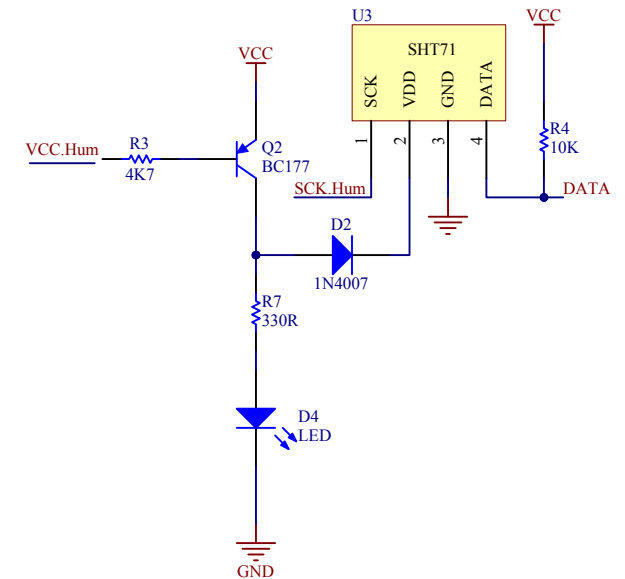 U3
VCC
SHT71
SCK
VDD
GND
DATA
1
2
3
4
VCC
VCC.Hum
R3
4K7
Q2
BC177
R4
10K
SCK.Hum
DATA
D2
1N4007
R7
330R
D4
LED
GND